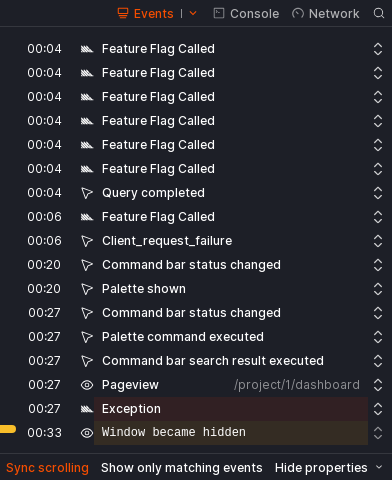 Events Console Network
00:04 Feature Flag Called
00:04 Feature Flag Called
00:04 Feature Flag Called
00:04 Feature Flag Called
00:04 Feature Flag Called
00:04 Feature Flag Called
00:04 Query completed
00:06 Feature Flag Called
00:06 Client_request_failure
00:20 Command bar status changed
00:20 Palette shown
00:27 Command bar status changed
00:27 Palette command executed
00:27 Command bar search result executed
00:27 Pageview /project/1/dashboard
00:27 Exception
00:33 Window became hidden
Sync scrolling Show only matching events Hide properties